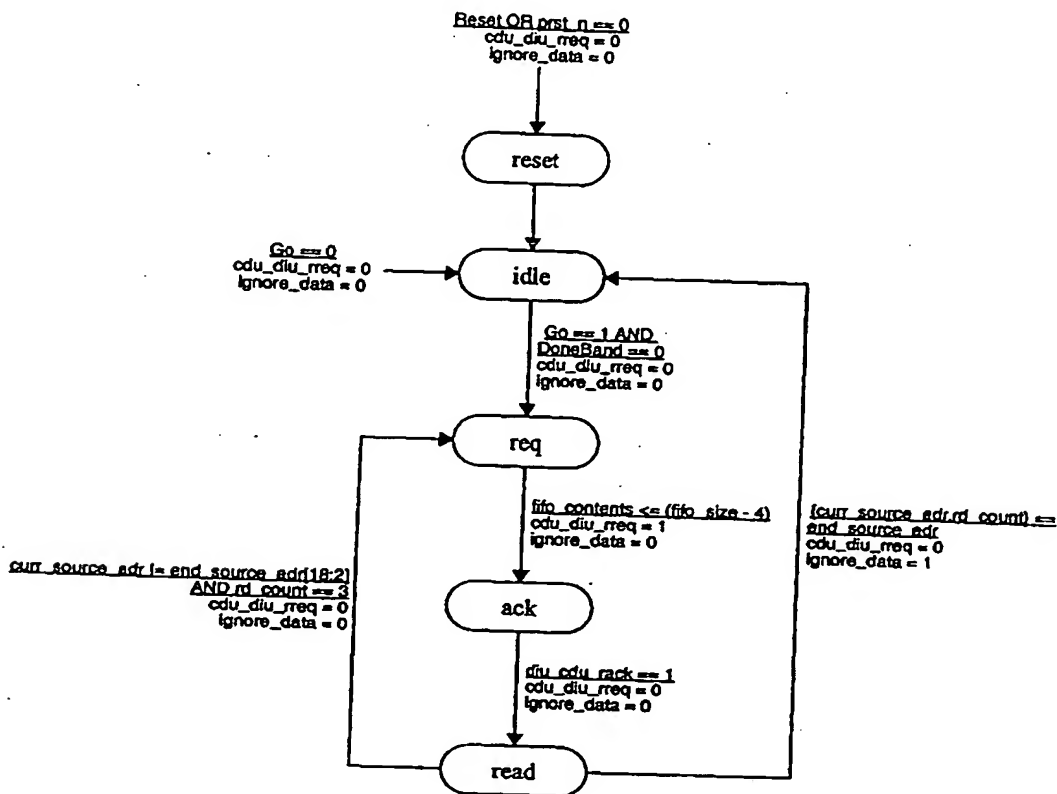 Reset OR prst_n == 0
cdu_diu_rreq = 0
ignore_data = 0
reset
Go == 0
cdu_diu_rreq = 0
ignore_data = 0
idle
Go == 1 AND
DoneBand == 0
cdu_diu_rreq = 0
ignore_data = 0
req
fifo_contents <= (fifo_size - 4)
cdu_diu_rreq = 1
ignore_data = 0
{curr_source_adr,rd_count} ==
end_source_adr
cdu_diu_rreq = 0
ignore_data = 1
curr_source_adr != end_source_adr[18:2]
AND rd_count == 3
cdu_diu_rreq = 0
ignore_data = 0
ack
diu_cdu_rack == 1
cdu_diu_rreq = 0
ignore_data = 0
read